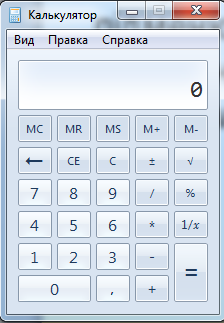 Калькулятор
Вид Правка Справка
0
MC MR MS M+ M-
← CE C ± √
7 8 9 / %
4 5 6 * 1/x
1 2 3 - =
0 , +